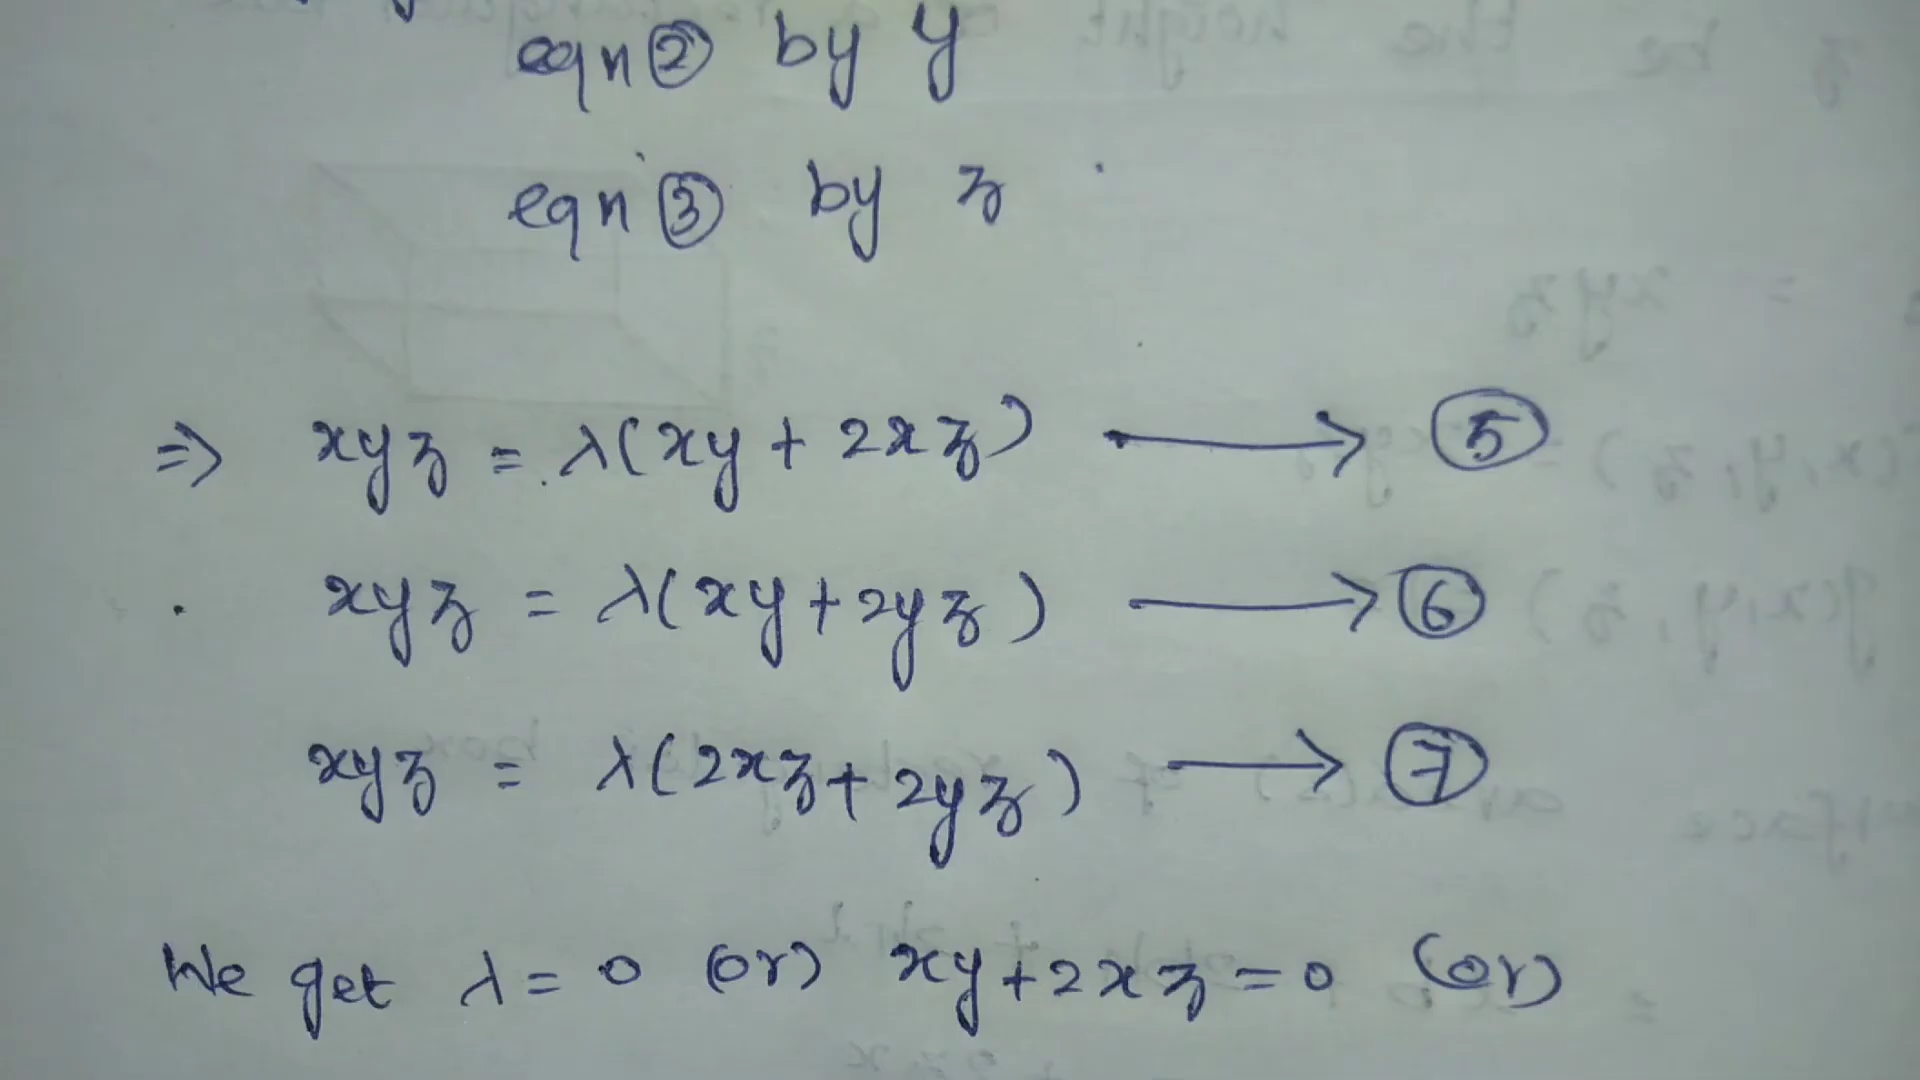 eqn ② by y
eqn ③ by z
⇒ xyz = λ(xy + 2xz) ⟶ ⑤
xyz = λ(xy + 2yz) ⟶ ⑥
xyz = λ(2xz + 2yz) ⟶ ⑦
We get λ = 0 (or) xy + 2xz = 0 (or)